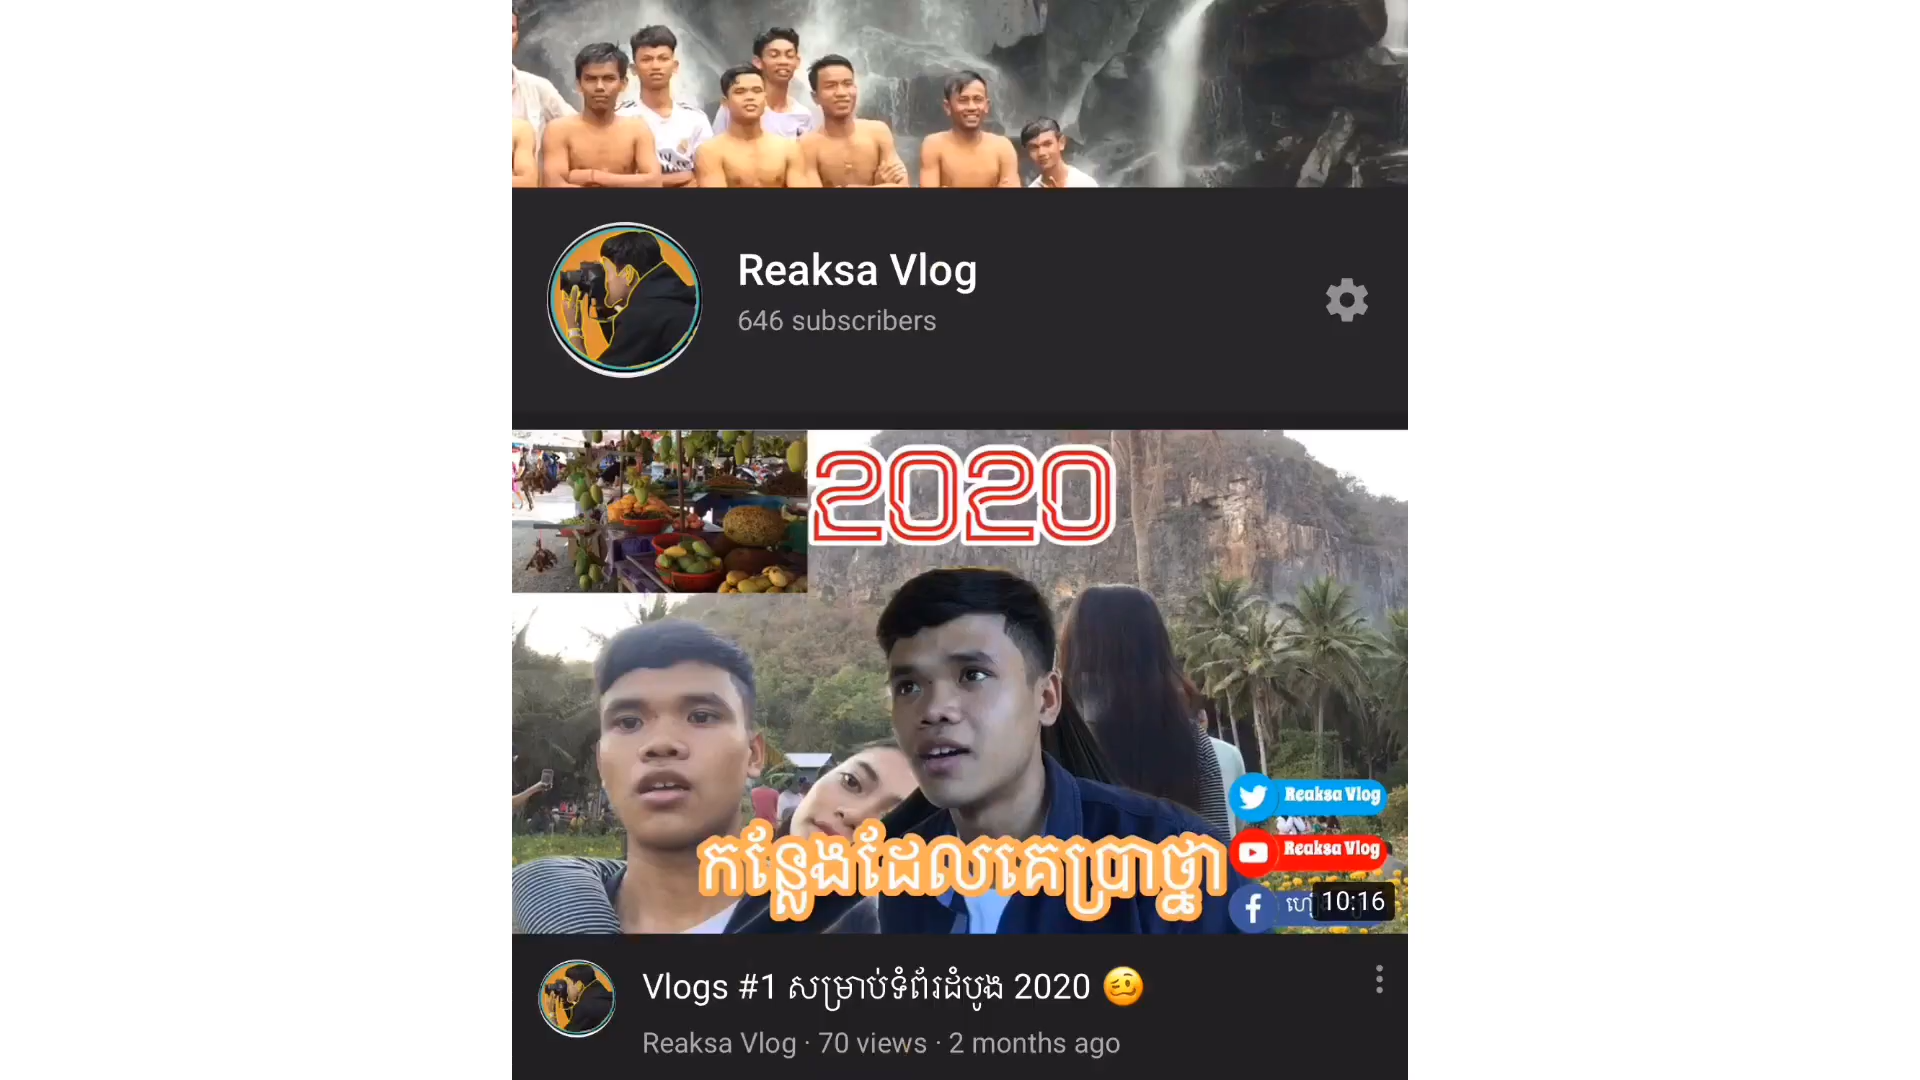 Reaksa Vlog
646 subscribers
2020
Reaksa Vlog
Reaksa Vlog
កន្លែងដែលគេប្រាថ្នា
10:16
Vlogs #1 សម្រាប់ទំព័រដំបូង 2020 🥴
Reaksa Vlog · 70 views · 2 months ago